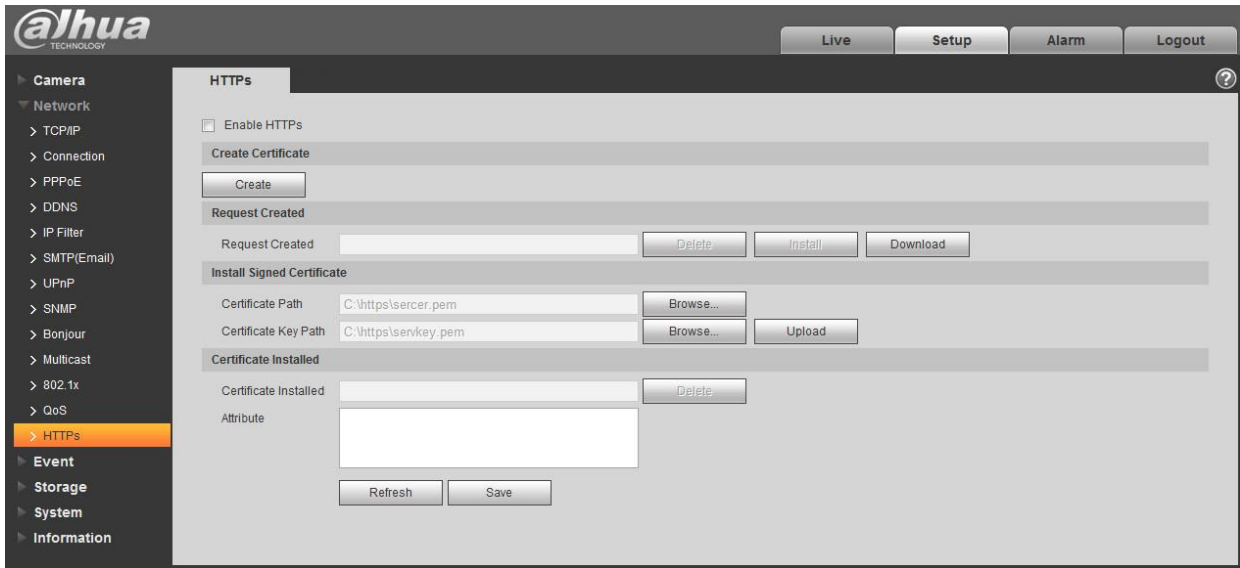 alhua
TECHNOLOGY
Live Setup Alarm Logout
Camera
Network
TCP/IP
Connection
PPPoE
DDNS
IP Filter
SMTP(Email)
UPnP
SNMP
Bonjour
Multicast
802.1x
QoS
HTTPs
Event
Storage
System
Information
HTTPs
?
Enable HTTPs
Create Certificate
Create
Request Created
Request Created Delete Install Download
Install Signed Certificate
Certificate Path C:\https\sercer.pem Browse...
Certificate Key Path C:\https\servkey.pem Browse... Upload
Certificate Installed
Certificate Installed Delete
Attribute
Refresh Save